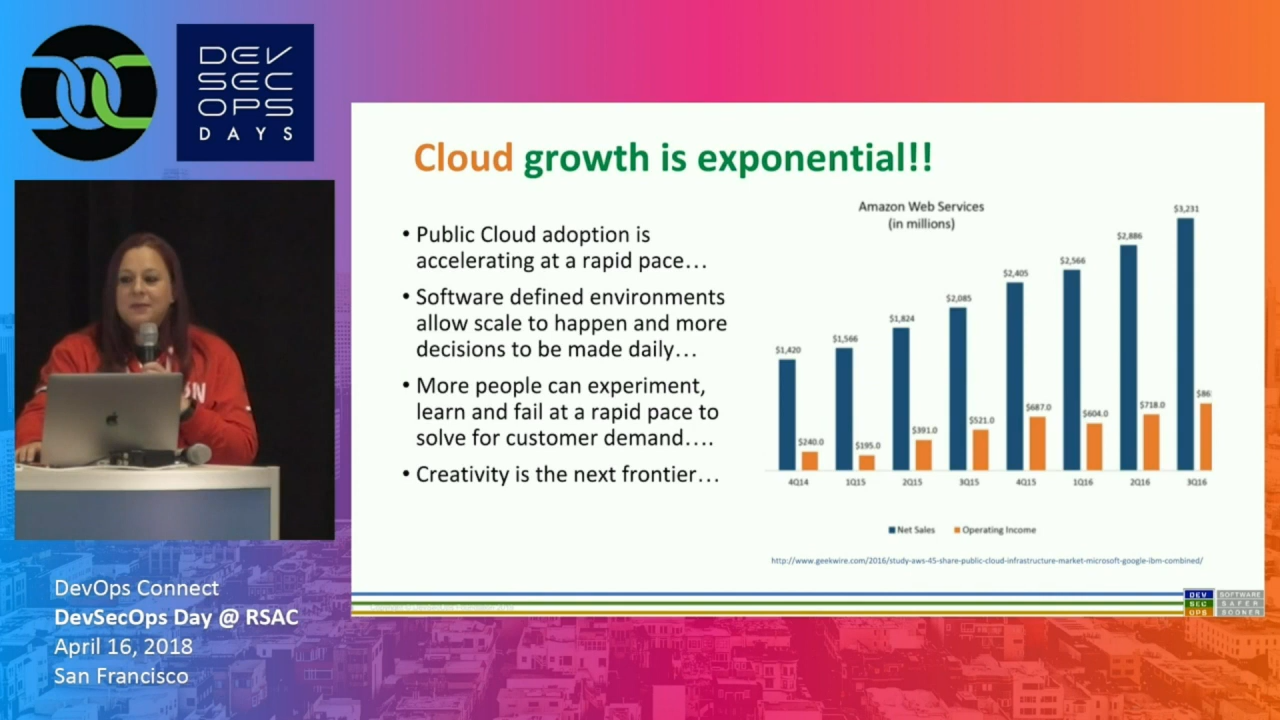 DEV
SEC
OPS
DAYS
Cloud growth is exponential!!
• Public Cloud adoption is
accelerating at a rapid pace...
• Software defined environments
allow scale to happen and more
decisions to be made daily...
• More people can experiment,
learn and fail at a rapid pace to
solve for customer demand....
• Creativity is the next frontier...
Amazon Web Services
(in millions)
$1,420
$1,566
$1,824
$2,085
$2,405
$2,566
$2,886
$3,231
$240.0
$195.0
$391.0
$521.0
$687.0
$604.0
$718.0
$86
4Q14 1Q15 2Q15 3Q15 4Q15 1Q16 2Q16 3Q16
Net Sales Operating Income
http://www.geekwire.com/2016/study-aws-45-share-public-cloud-infrastructure-market-microsoft-google-ibm-combined/
DEV SOFTWARE
SEC SAFER
OPS SOONER
DevOps Connect
DevSecOps Day @ RSAC
April 16, 2018
San Francisco